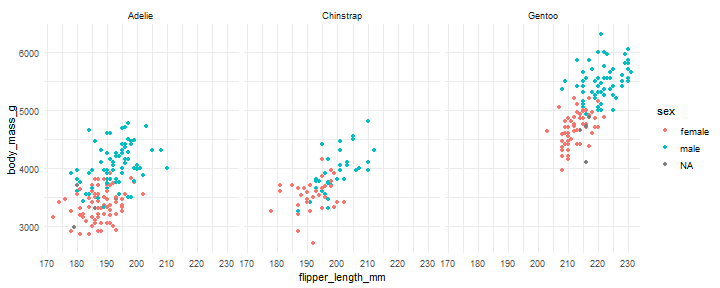 Adelie
Chinstrap
Gentoo
6000
5000
4000
3000
body_mass_g
170 180 190 200 210 220 230
170 180 190 200 210 220 230
170 180 190 200 210 220 230
flipper_length_mm
sex
female
male
NA